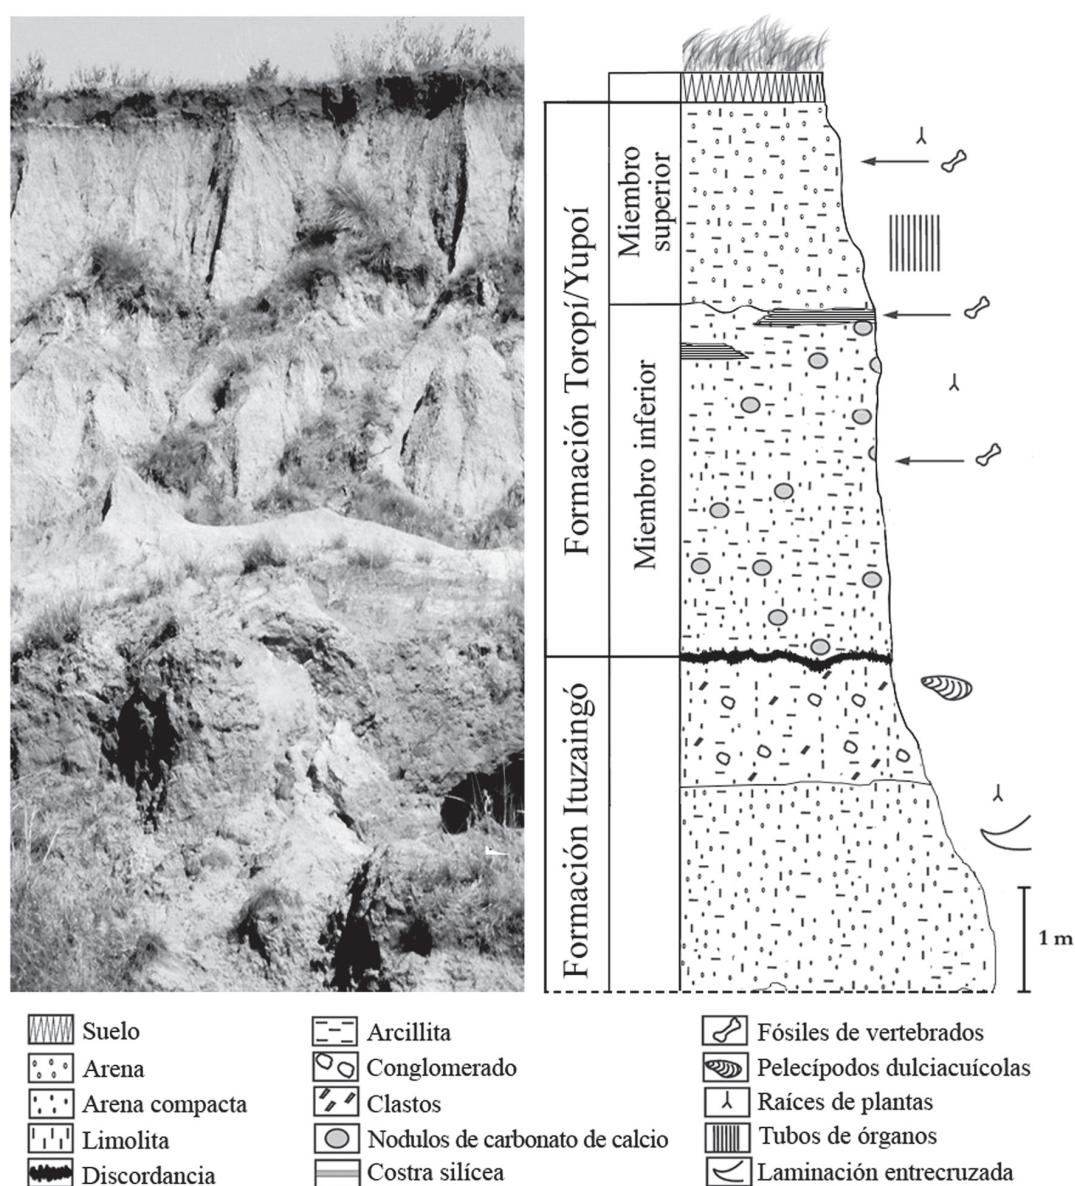 Formación Toropí/Yupoí
Miembro
superior
Miembro inferior
Formación Ituzaingó
1 m
Suelo
Arena
Arena compacta
Limolita
Discordancia
Arcillita
Conglomerado
Clastos
Nodulos de carbonato de calcio
Costra silícea
Fósiles de vertebrados
Pelecípodos dulciacuícolas
Raíces de plantas
Tubos de órganos
Laminación entrecruzada